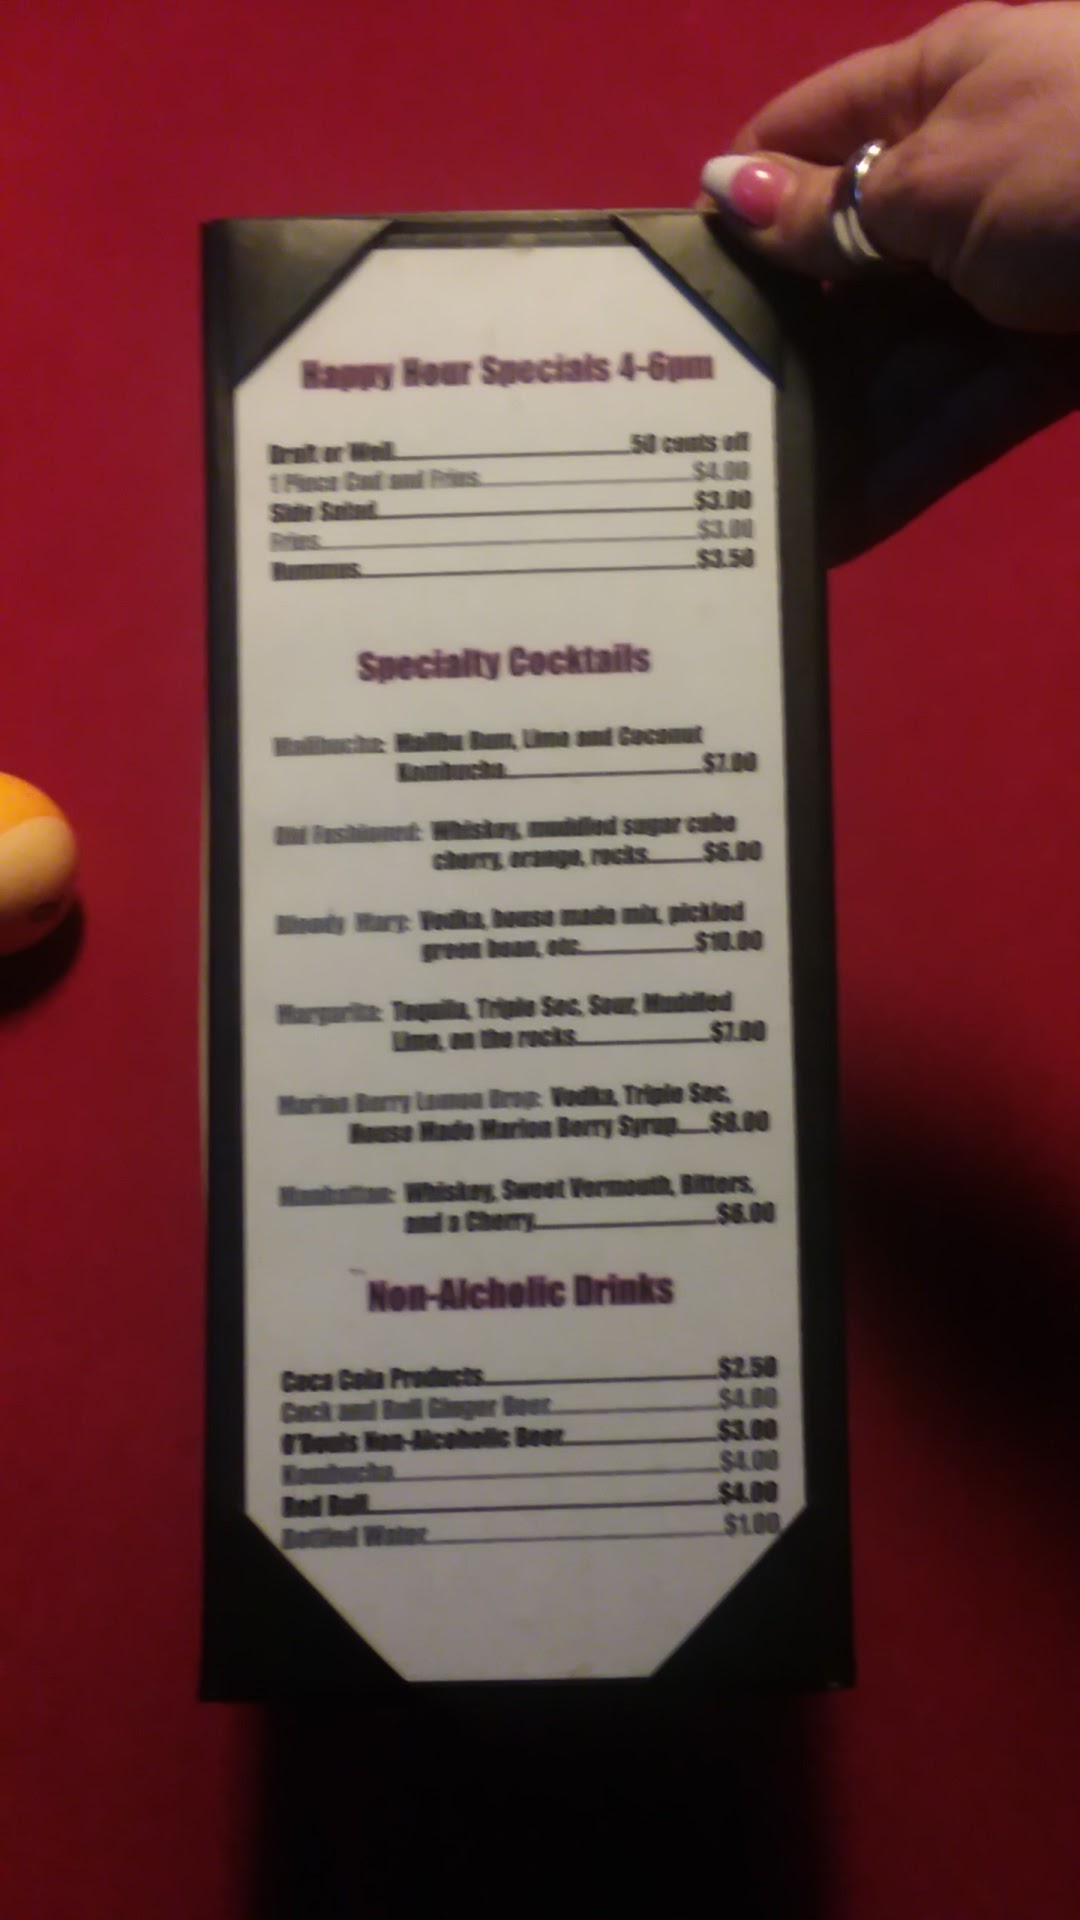 Happy Hour Specials 4-6pm
Draft or Well 50 cents off
1 Piece Cod and Fries $4.00
Side Salad $3.00
Fries $3.00
Hummus $3.50
Specialty Cocktails
Malibucha: Malibu Rum, Lime and Coconut
Kombucha $7.00
Old Fashioned: Whiskey, muddled sugar cube
cherry, orange, rocks $6.00
Bloody Mary: Vodka, house made mix, pickled
green bean, etc $10.00
Margarita: Tequila, Triple Sec, Sour, Muddled
Lime, on the rocks $7.00
Marion Berry Lemon Drop: Vodka, Triple Sec,
House Made Marion Berry Syrup $8.00
Manhattan: Whiskey, Sweet Vermouth, Bitters,
and a Cherry $6.00
Non-Alcholic Drinks
Coca Cola Products $2.50
Cock and Bull Ginger Beer $4.00
O'Douls Non-Alcoholic Beer $3.00
Kombucha $4.00
Red Bull $4.00
Bottled Water $1.00